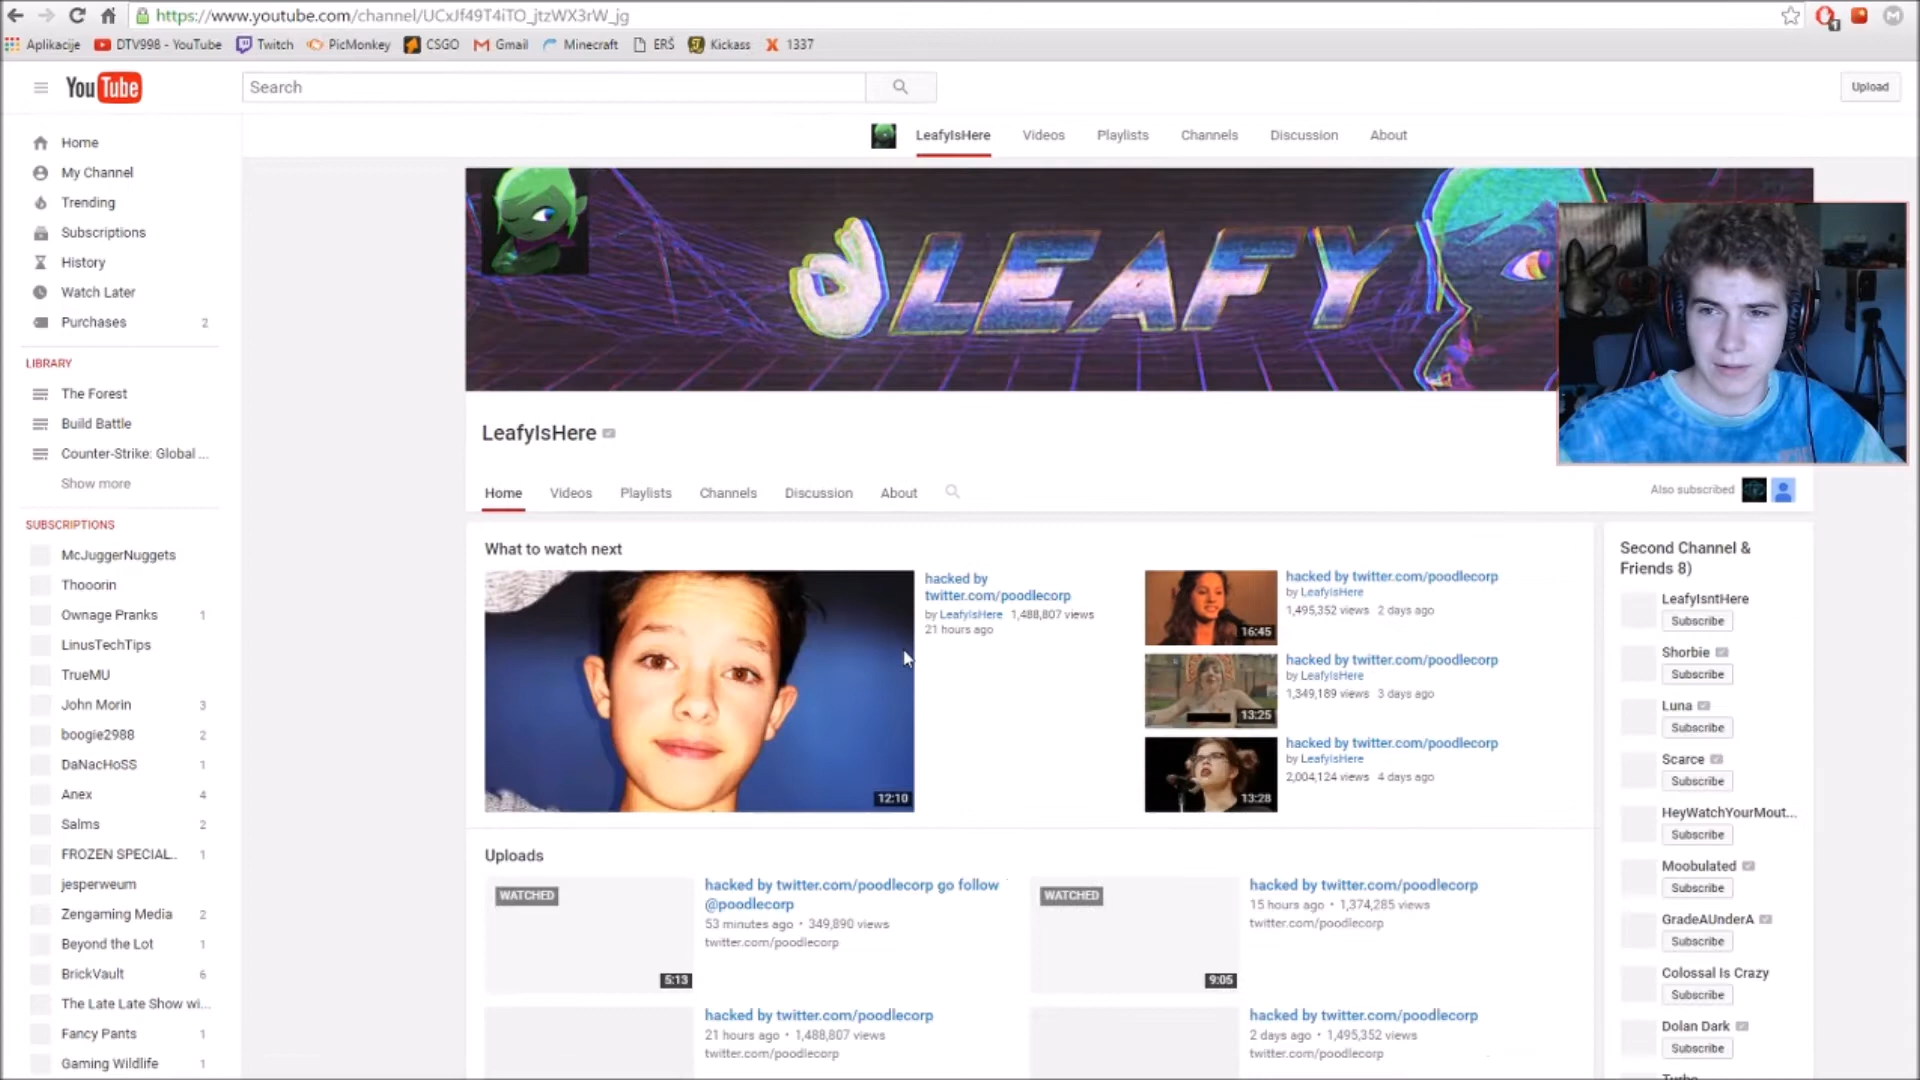 https://www.youtube.com/channel/UCxJf49T4iTO_jtzWX3rW_jg
1
Aplikacije DTV998 - YouTube Twitch PicMonkey CSGO Gmail Minecraft ERŠ Kickass 1337
YouTube
Search
Upload
LeafyIsHere Videos Playlists Channels Discussion About
Home
My Channel
Trending
Subscriptions
History
Watch Later
Purchases 2
LIBRARY
The Forest
Build Battle
Counter-Strike: Global ...
Show more
SUBSCRIPTIONS
McJuggerNuggets
Thooorin
Ownage Pranks 1
LinusTechTips
TrueMU
John Morin 3
boogie2988 2
DaNacHoSS 1
Anex 4
Salms 2
FROZEN SPECIAL.. 1
jesperweum
Zengaming Media 2
Beyond the Lot 1
BrickVault 6
The Late Late Show wi...
Fancy Pants 1
Gaming Wildlife 1
LEAFY
LeafyIsHere
Home Videos Playlists Channels Discussion About
Also subscribed
What to watch next
12:10
hacked by
twitter.com/poodlecorp
by LeafyIsHere 1,488,807 views
21 hours ago
16:45
hacked by twitter.com/poodlecorp
by LeafyIsHere
1,495,352 views 2 days ago
13:25
hacked by twitter.com/poodlecorp
by LeafyIsHere
1,349,189 views 3 days ago
13:28
hacked by twitter.com/poodlecorp
by LeafyIsHere
2,004,124 views 4 days ago
Uploads
WATCHED
5:13
hacked by twitter.com/poodlecorp go follow
@poodlecorp
53 minutes ago • 349,890 views
twitter.com/poodlecorp
WATCHED
9:05
hacked by twitter.com/poodlecorp
15 hours ago • 1,374,285 views
twitter.com/poodlecorp
hacked by twitter.com/poodlecorp
21 hours ago • 1,488,807 views
twitter.com/poodlecorp
hacked by twitter.com/poodlecorp
2 days ago • 1,495,352 views
twitter.com/poodlecorp
Second Channel &
Friends 8)
LeafyIsntHere
Subscribe
Shorbie
Subscribe
Luna
Subscribe
Scarce
Subscribe
HeyWatchYourMout...
Subscribe
Moobulated
Subscribe
GradeAUnderA
Subscribe
Colossal Is Crazy
Subscribe
Dolan Dark
Subscribe